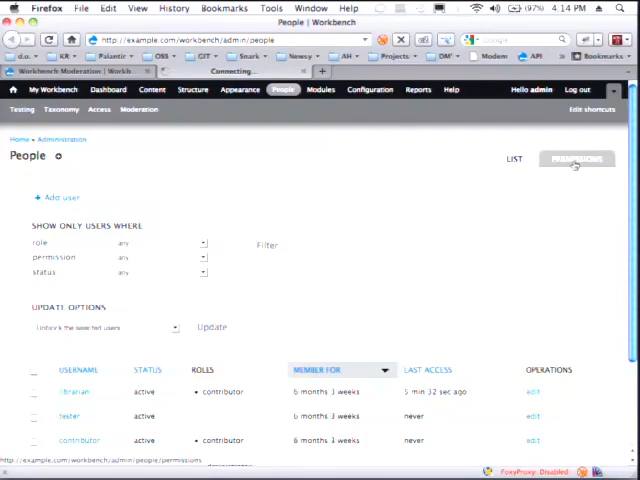 Firefox File Edit View History Bookmarks Tools Window Help (97%) 4:14 PM
People | Workbench
http://example.com/workbench/admin/people Google
d.o. KR Palantir OSS GIT Snark Newsy AH Projects DM' Modem API » Bookmarks
Workbench Moderation | Workb... Connecting...
My Workbench Dashboard Content Structure Appearance People Modules Configuration Reports Help Hello admin Log out
Testing Taxonomy Access Moderation Edit shortcuts
Home » Administration
People
LIST PERMISSIONS
+ Add user
SHOW ONLY USERS WHERE
role any Filter
permission any
status any
UPDATE OPTIONS
Unblock the selected users Update
USERNAME STATUS ROLES MEMBER FOR LAST ACCESS OPERATIONS
librarian active • contributor 6 months 3 weeks 5 min 32 sec ago edit
tester active 6 months 3 weeks never edit
contributor active • contributor 6 months 3 weeks never edit
http://example.com/workbench/admin/people/permissions
FoxyProxy: Disabled